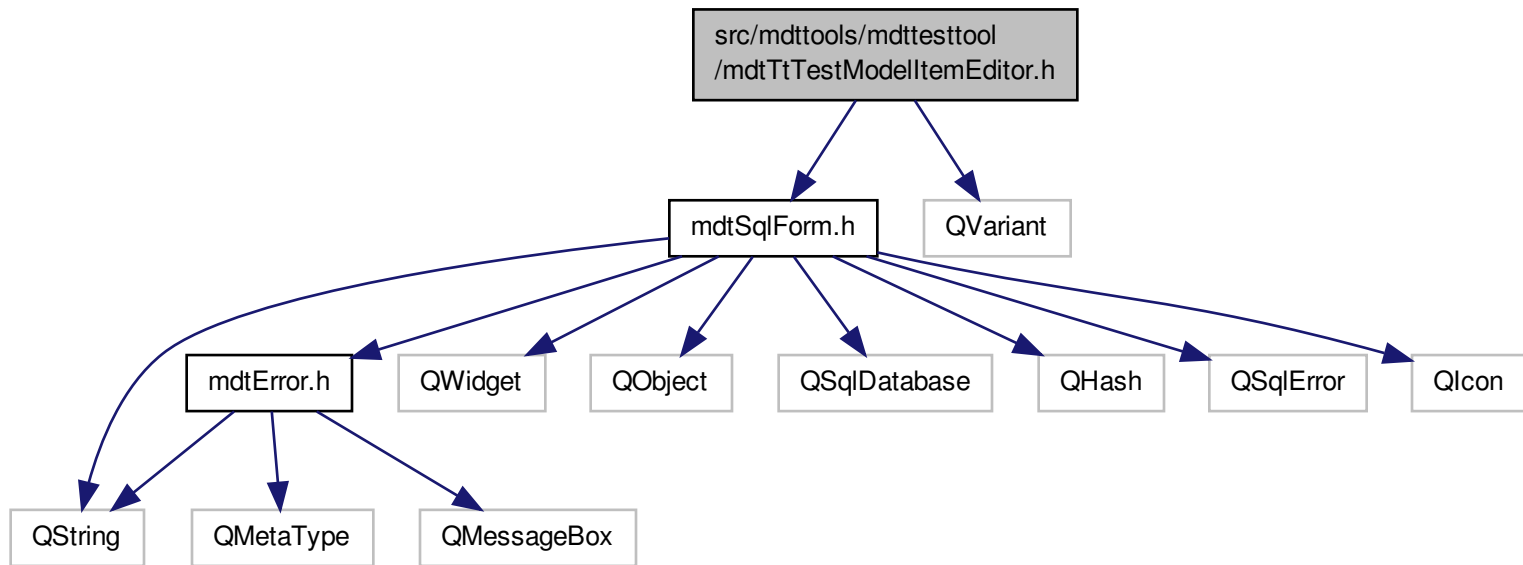 src/mdttools/mdttesttool
/mdtTtTestModelItemEditor.h
mdtSqlForm.h
QVariant
mdtError.h
QWidget
QObject
QSqlDatabase
QHash
QSqlError
QIcon
QString
QMetaType
QMessageBox